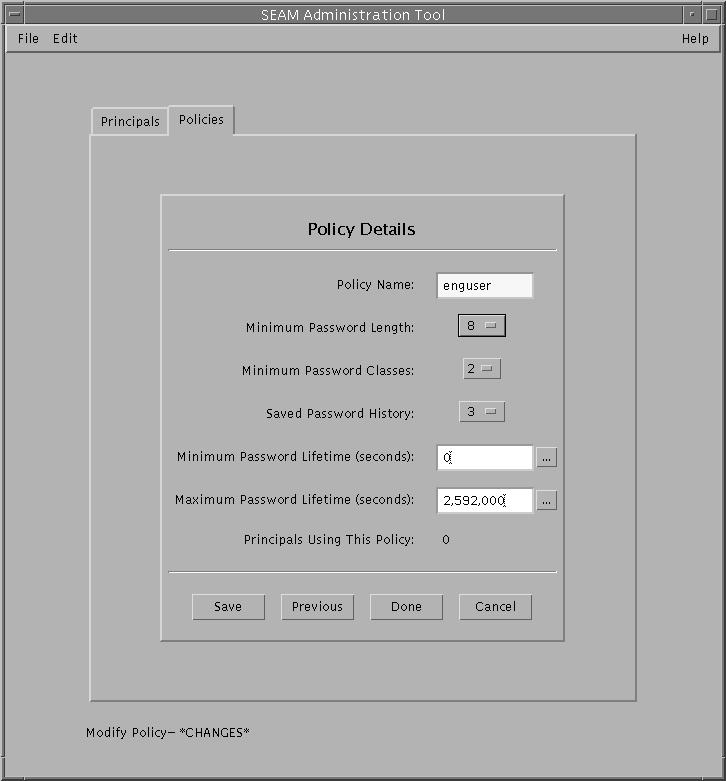 SEAM Administration Tool
File Edit Help
Principals Policies
Policy Details
Policy Name: enguser
Minimum Password Length: 8
Minimum Password Classes: 2
Saved Password History: 3
Minimum Password Lifetime (seconds): 0 ...
Maximum Password Lifetime (seconds): 2,592,000 ...
Principals Using This Policy: 0
Save Previous Done Cancel
Modify Policy– *CHANGES*